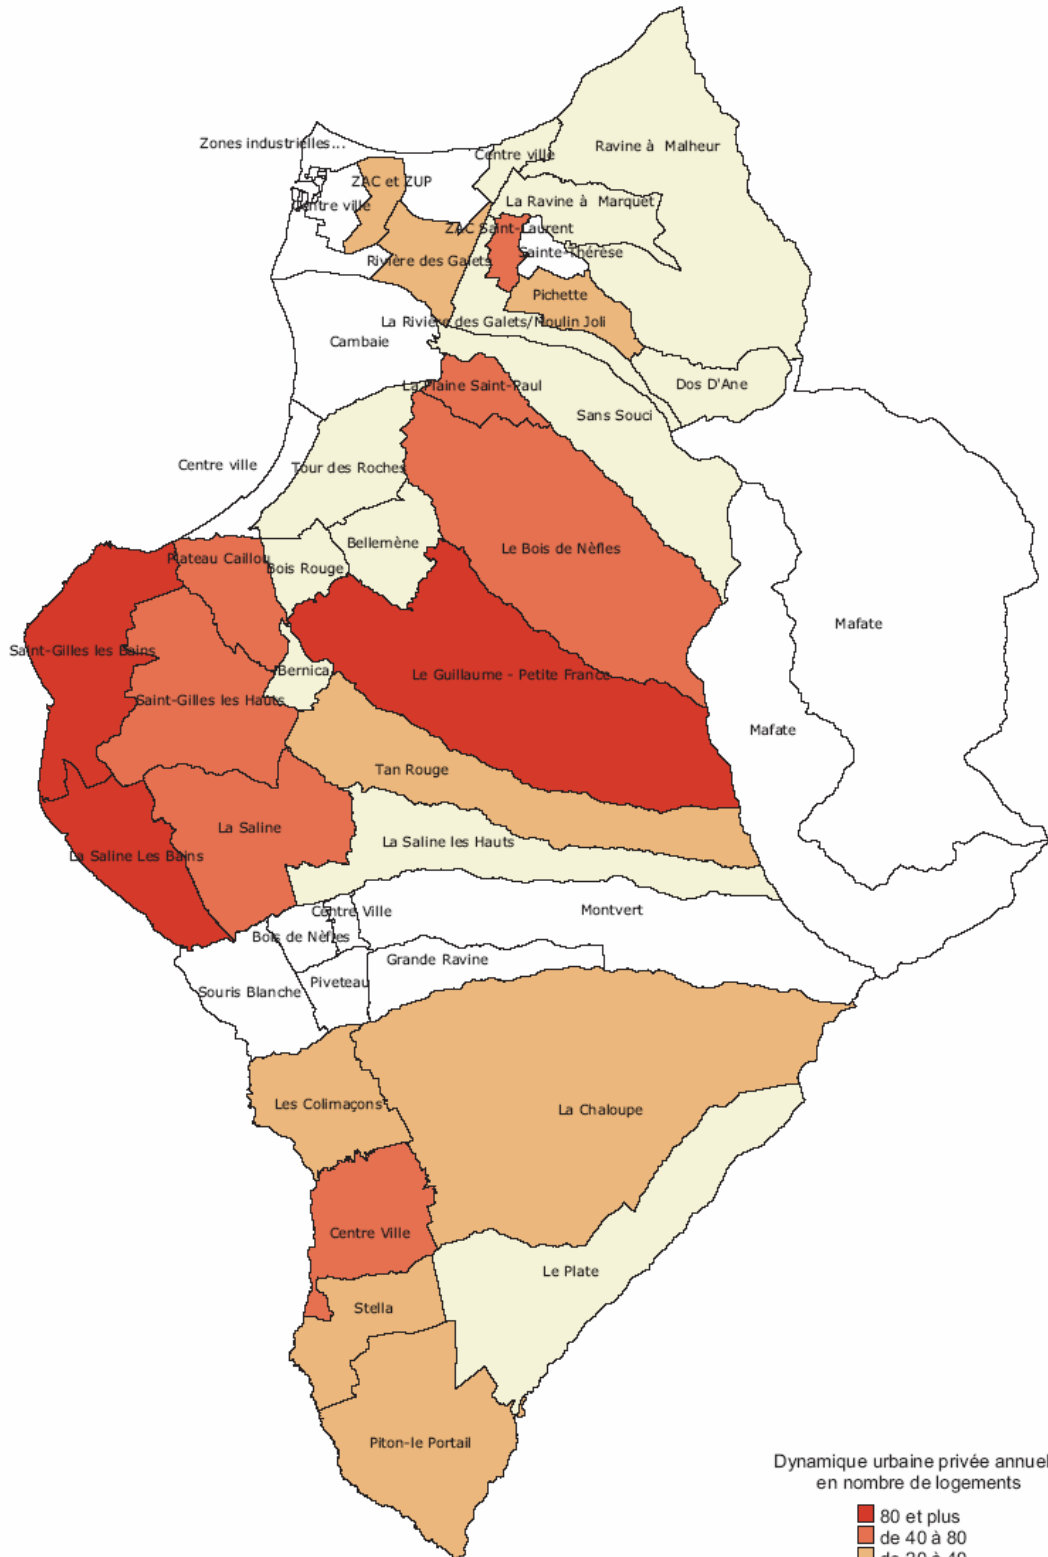 Zones industrielles...
Centre ville
Ravine à Malheur
ZAC et ZUP
La Ravine à Marquet
Centre ville
ZAC Saint-Laurent
Sainte-Thérèse
Rivière des Galets
Pichette
La Rivière des Galets/Moulin Joli
Cambaie
La Plaine Saint-Paul
Dos D'Ane
Sans Souci
Centre ville
Tour des Roches
Bellemène
Le Bois de Nèfles
Plateau Caillou
Bois Rouge
Mafate
Saint-Gilles les Bains
Bernica
Le Guillaume - Petite France
Saint-Gilles les Hauts
Mafate
Tan Rouge
La Saline
La Saline les Hauts
La Saline Les Bains
Centre Ville
Montvert
Bois de Nèfles
Grande Ravine
Piveteau
Souris Blanche
Les Colimaçons
La Chaloupe
Centre Ville
Le Plate
Stella
Piton-le Portail
Dynamique urbaine privée annuel
en nombre de logements
80 et plus
de 40 à 80